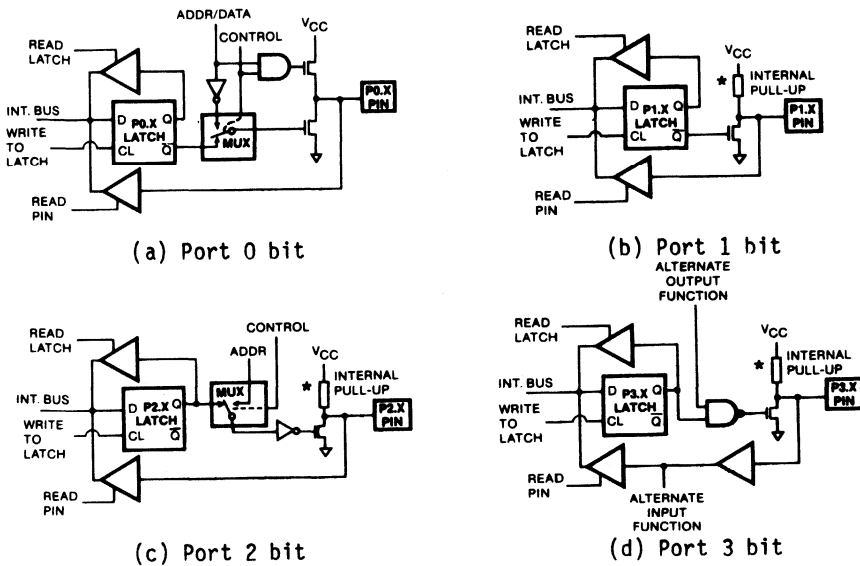 ADDR/DATA
CONTROL
VCC
READ
LATCH
P0.X
PIN
INT. BUS
D P0.X Q
LATCH
WRITE
TO
LATCH
CL Q
MUX
READ
PIN
(a) Port 0 bit
READ
LATCH
VCC
*
INTERNAL
PULL-UP
INT. BUS
D P1.X Q
LATCH
P1.X
PIN
WRITE
TO
LATCH
CL Q
READ
PIN
(b) Port 1 bit
READ
LATCH
CONTROL
ADDR
VCC
*
INTERNAL
PULL-UP
INT. BUS
MUX
D P2.X Q
LATCH
P2.X
PIN
WRITE
TO
LATCH
CL Q
READ
PIN
(c) Port 2 bit
ALTERNATE
OUTPUT
FUNCTION
READ
LATCH
VCC
*
INTERNAL
PULL-UP
INT. BUS
D P3.X Q
LATCH
P3.X
PIN
WRITE
TO
LATCH
CL Q
READ
PIN
ALTERNATE
INPUT
FUNCTION
(d) Port 3 bit